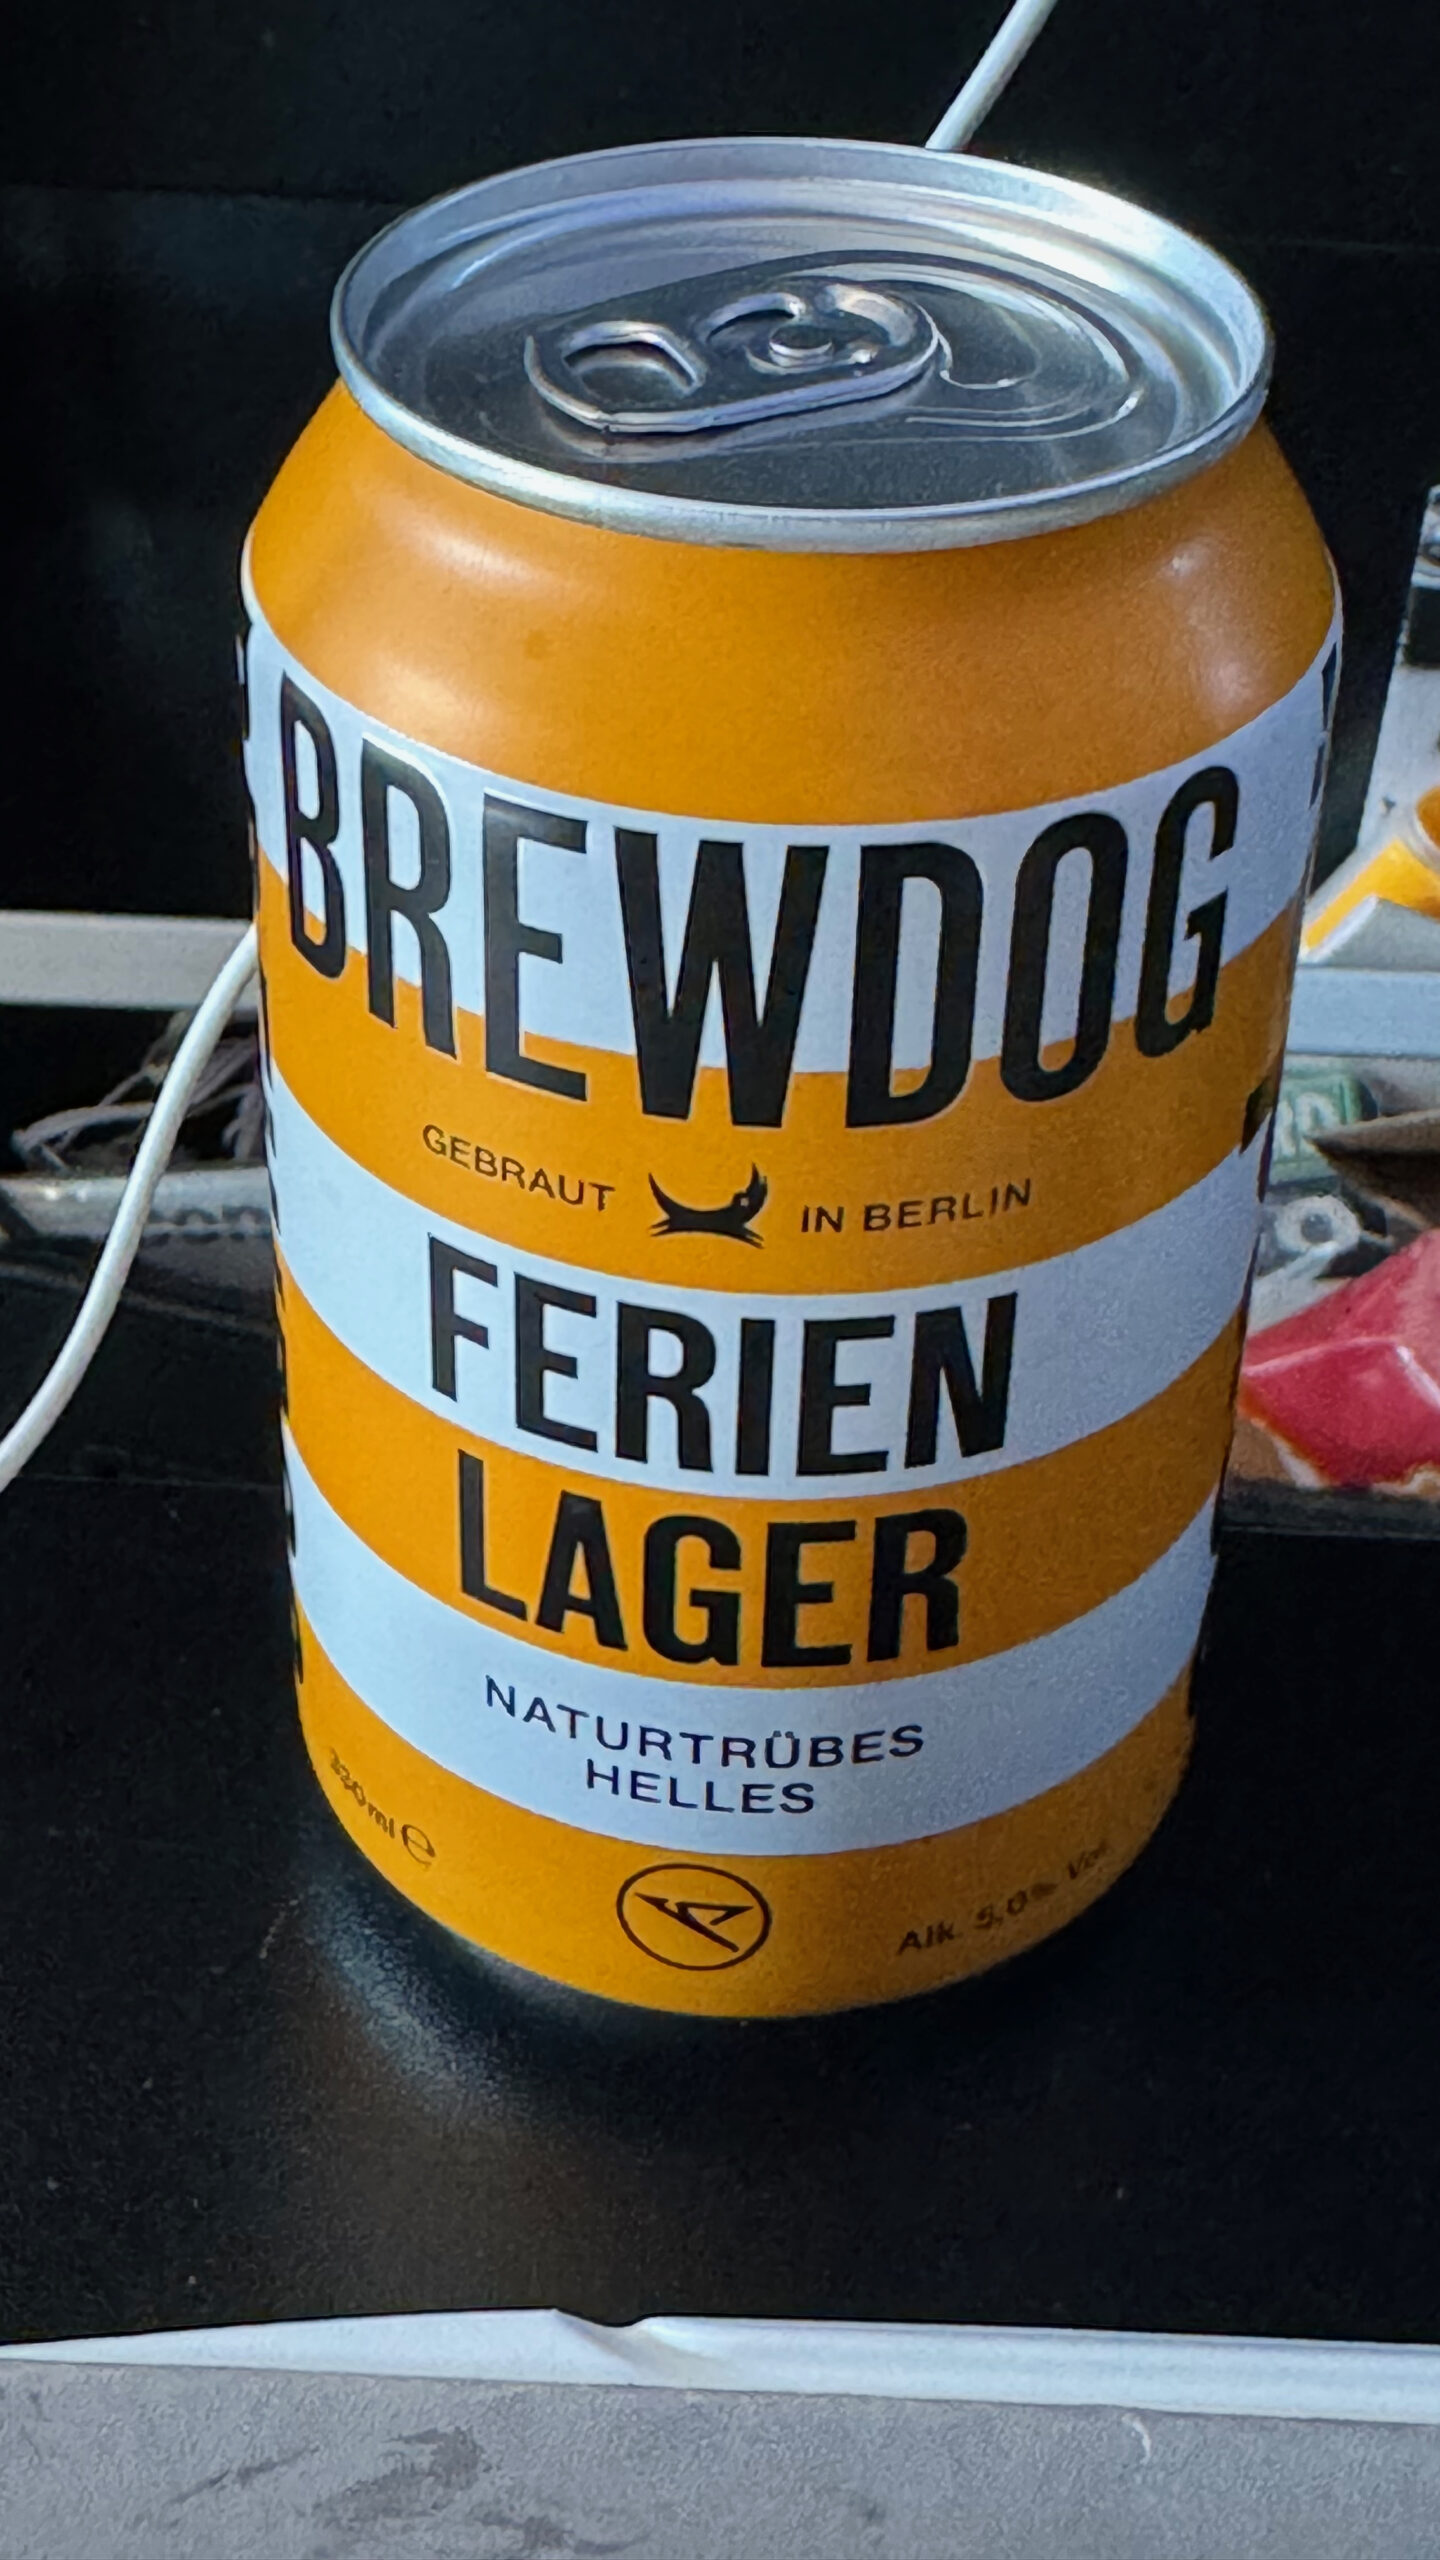 BREWDOG
GEBRAUT IN BERLIN
FERIEN
LAGER
NATURTRÜBES
HELLES
330ml e
Alk. 5,0% Vol.